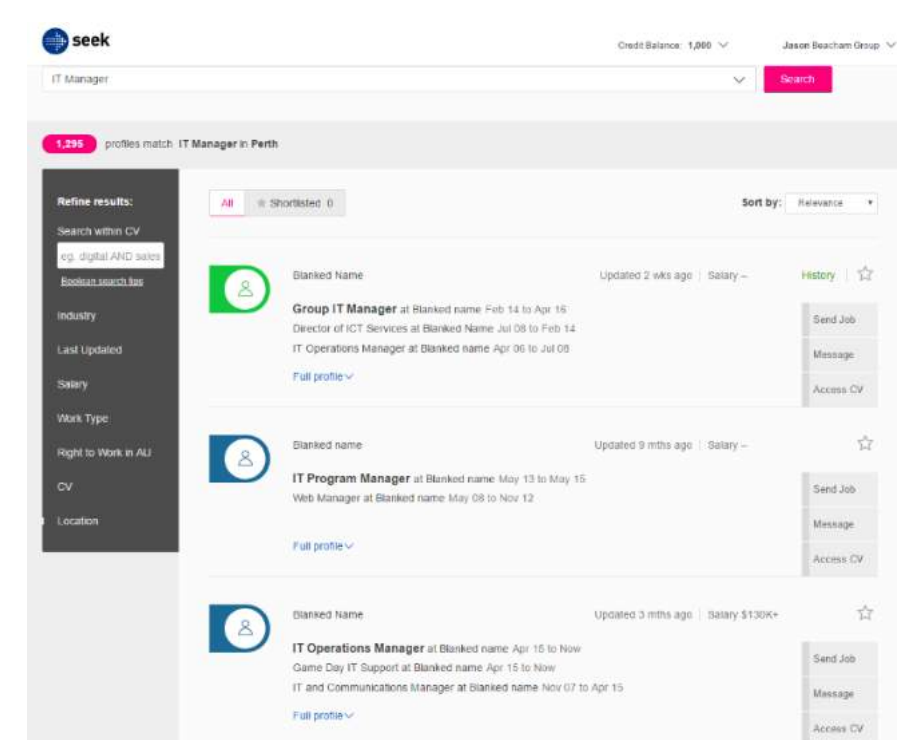 seek
Credit Balance: 1,000
Jason Beacham Group
IT Manager
Search
1,295 profiles match IT Manager in Perth
Refine results:
Search within CV
eg. digital AND sales
Boolean search tips
Industry
Last Updated
Salary
Work Type
Right to Work in AU
CV
Location
All
Shortlisted 0
Sort by: Relevance
Blanked Name
Updated 2 wks ago | Salary –
History
Group IT Manager at Blanked name Feb 14 to Apr 16
Director of ICT Services at Blanked Name Jul 08 to Feb 14
IT Operations Manager at Blanked name Apr 06 to Jul 08
Full profile
Send Job
Message
Access CV
Blanked name
Updated 9 mths ago | Salary –
IT Program Manager at Blanked name May 13 to May 15
Web Manager at Blanked name May 08 to Nov 12
Full profile
Send Job
Message
Access CV
Blanked Name
Updated 3 mths ago | Salary $130K+
IT Operations Manager at Blanked name Apr 15 to Now
Game Day IT Support at Blanked name Apr 15 to Now
IT and Communications Manager at Blanked name Nov 07 to Apr 15
Full profile
Send Job
Message
Access CV